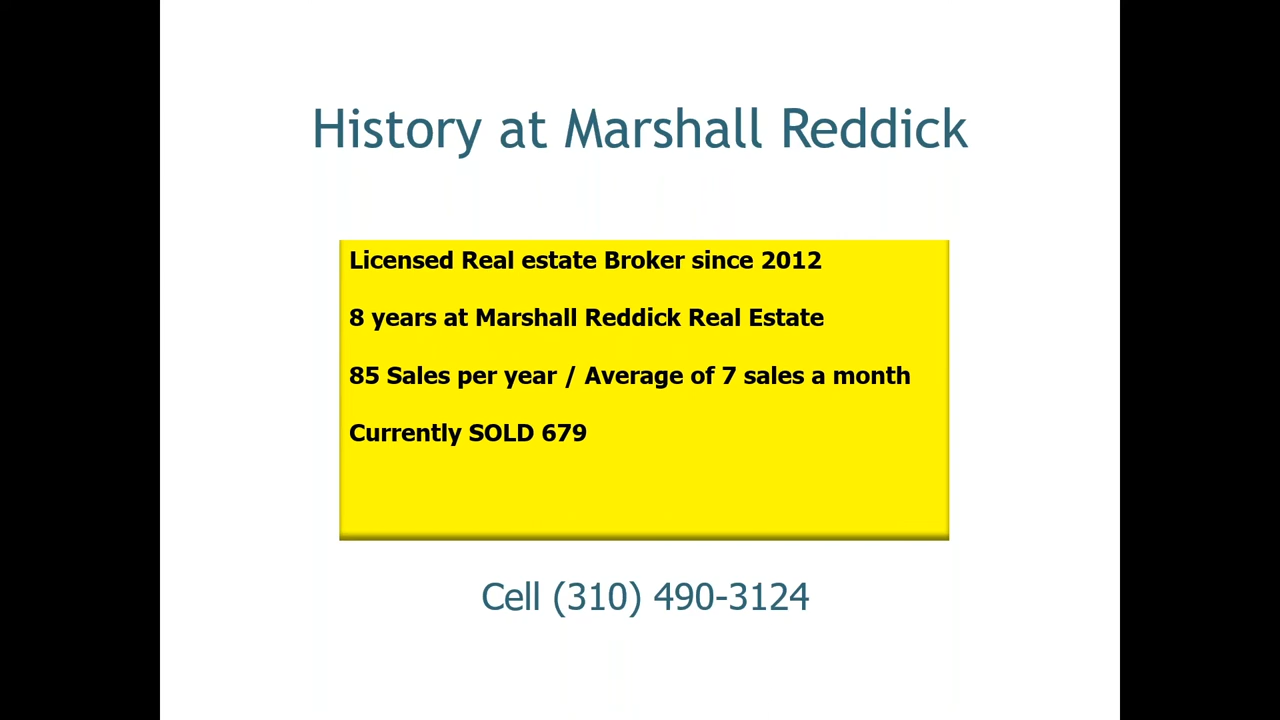 History at Marshall Reddick
Licensed Real estate Broker since 2012
8 years at Marshall Reddick Real Estate
85 Sales per year / Average of 7 sales a month
Currently SOLD 679
Cell (310) 490-3124